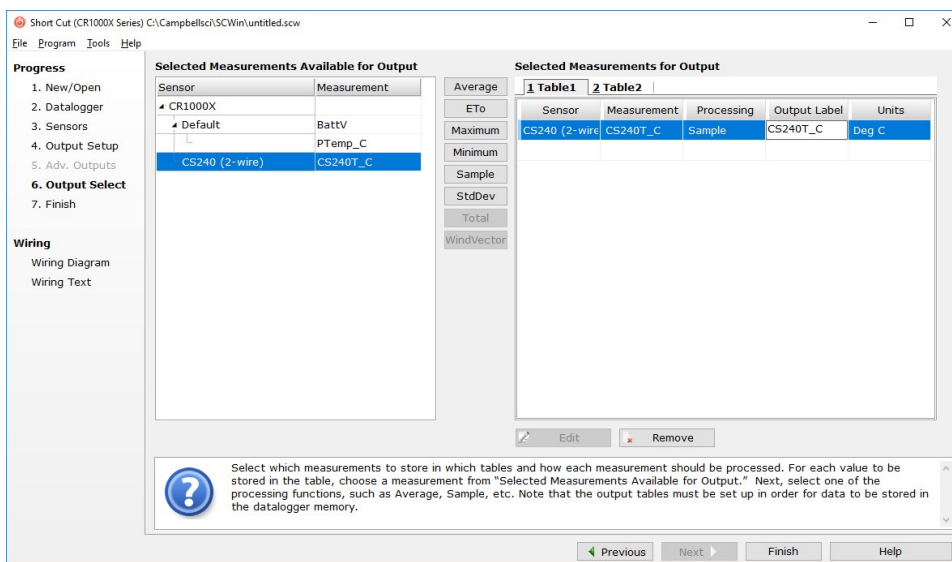 Short Cut (CR1000X Series) C:\Campbellsci\SCWin\untitled.scw
File Program Tools Help
Progress
1. New/Open
2. Datalogger
3. Sensors
4. Output Setup
5. Adv. Outputs
6. Output Select
7. Finish
Wiring
Wiring Diagram
Wiring Text
Selected Measurements Available for Output
Sensor Measurement
CR1000X
Default BattV
PTemp_C
CS240 (2-wire) CS240T_C
Average
ETo
Maximum
Minimum
Sample
StdDev
Total
WindVector
Selected Measurements for Output
1 Table1 2 Table2
Sensor Measurement Processing Output Label Units
CS240 (2-wire CS240T_C Sample CS240T_C Deg C
Edit Remove
Select which measurements to store in which tables and how each measurement should be processed. For each value to be
stored in the table, choose a measurement from “Selected Measurements Available for Output.” Next, select one of the
processing functions, such as Average, Sample, etc. Note that the output tables must be set up in order for data to be stored in
the datalogger memory.
Previous Next Finish Help